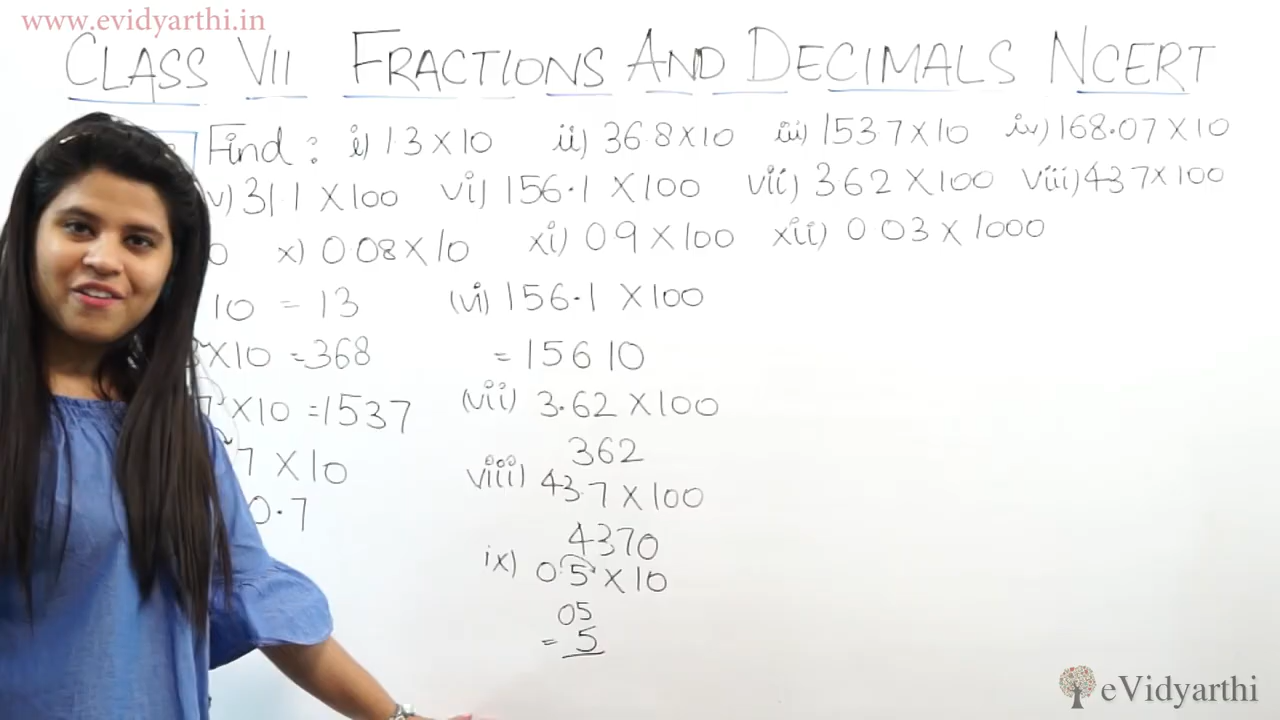 www.evidyarthi.in
CLASS VII FRACTIONS AND DECIMALS NCERT
Find : i) 1.3 X 10 ii) 36.8 X 10 iii) 153.7 X 10 iv) 168.07 X 10
v) 31.1 X 100 vi) 156.1 X 100 vii) 3.62 X 100 viii) 43.7 X 100
0 x) 0.08 X 10 xi) 0.9 X 100 xii) 0.03 X 1000
10 = 13
X 10 = 368
7 X 10 = 1537
7 X 10
0.7
(vi) 156.1 X 100
= 15610
(vii) 3.62 X 100
362
viii) 43.7 X 100
4370
ix) 0.5 X 10
05
= 5
eVidyarthi